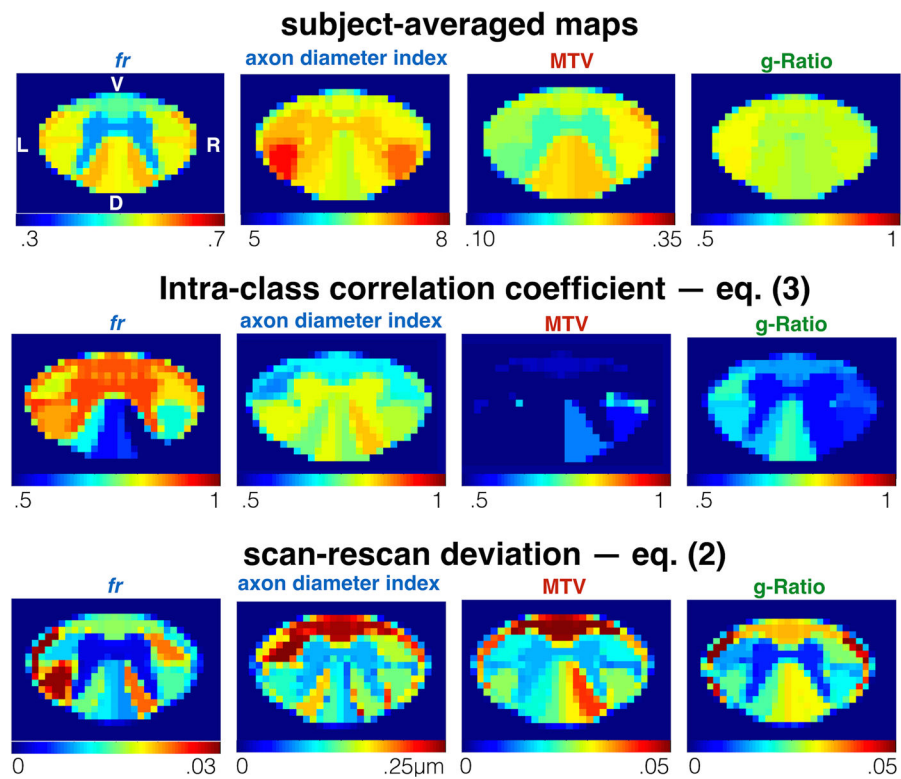 subject-averaged maps
fr axon diameter index MTV g-Ratio
V
L R
D
.3 .7 5 8 .10 .35 .5 1
Intra-class correlation coefficient — eq. (3)
fr axon diameter index MTV g-Ratio
.5 1 .5 1 .5 1 .5 1
scan-rescan deviation — eq. (2)
fr axon diameter index MTV g-Ratio
0 .03 0 .25µm 0 .05 0 .05